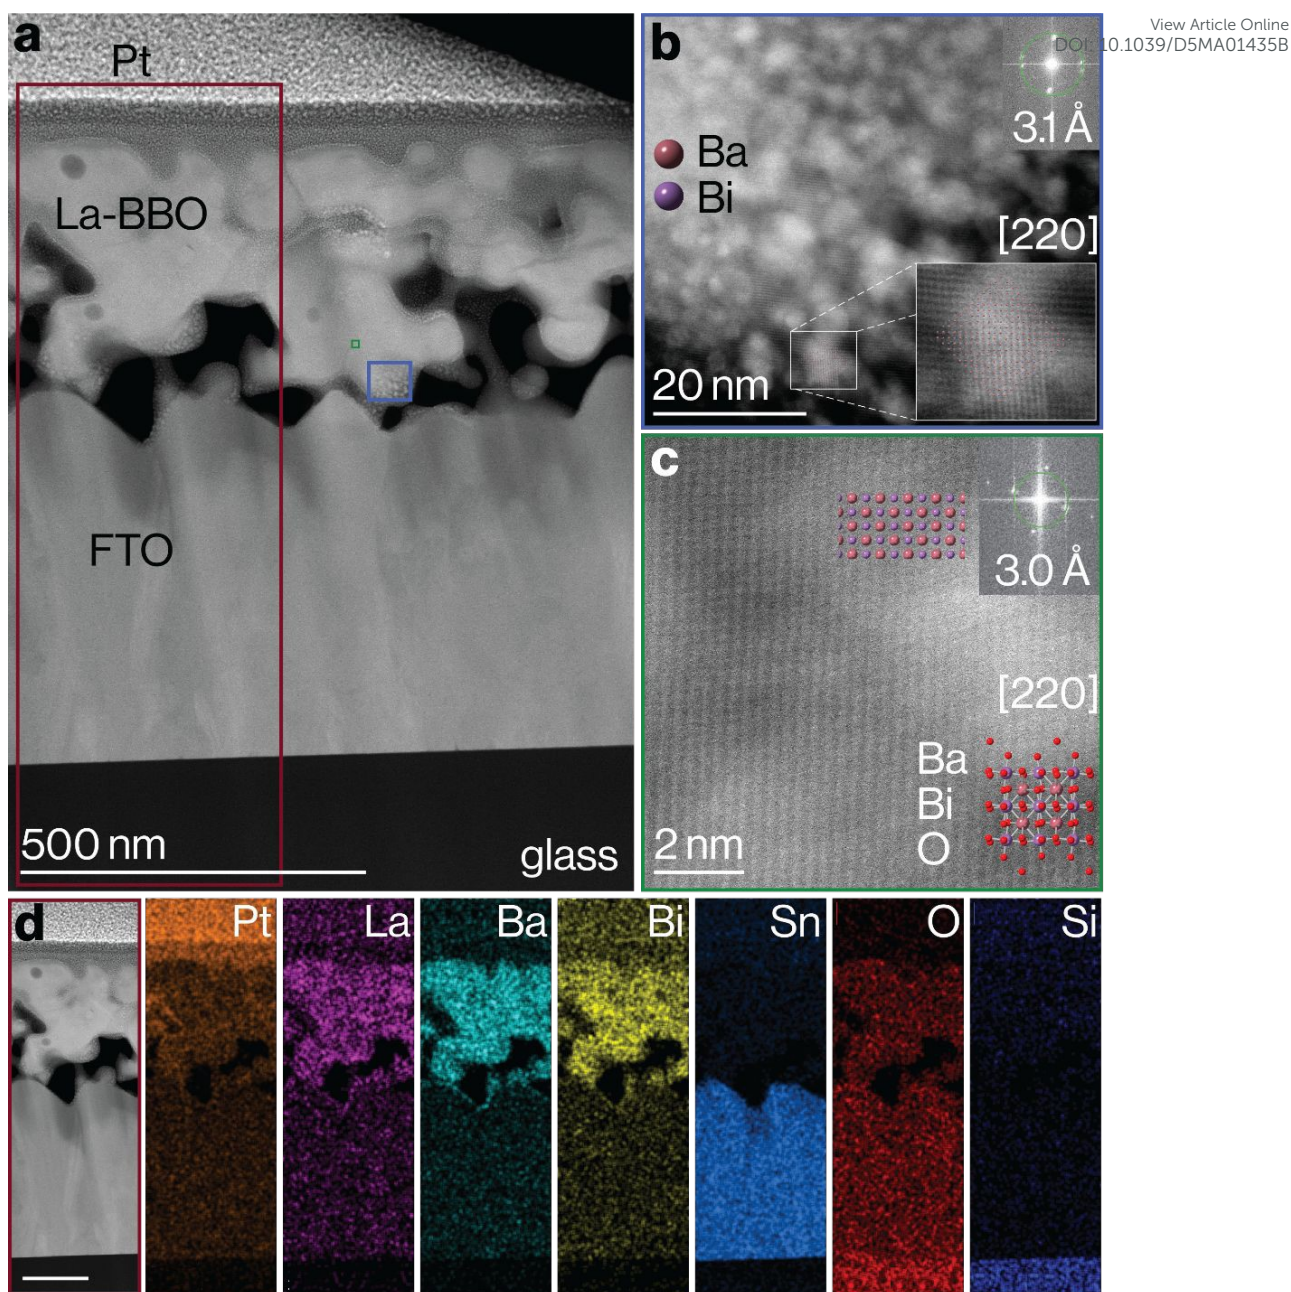 View Article Online
DOI: 10.1039/D5MA01435B
a
Pt
La-BBO
FTO
500 nm
glass
b
3.1 Å
Ba
Bi
[220]
20 nm
c
3.0 Å
[220]
Ba
Bi
O
2 nm
d
Pt
La
Ba
Bi
Sn
O
Si